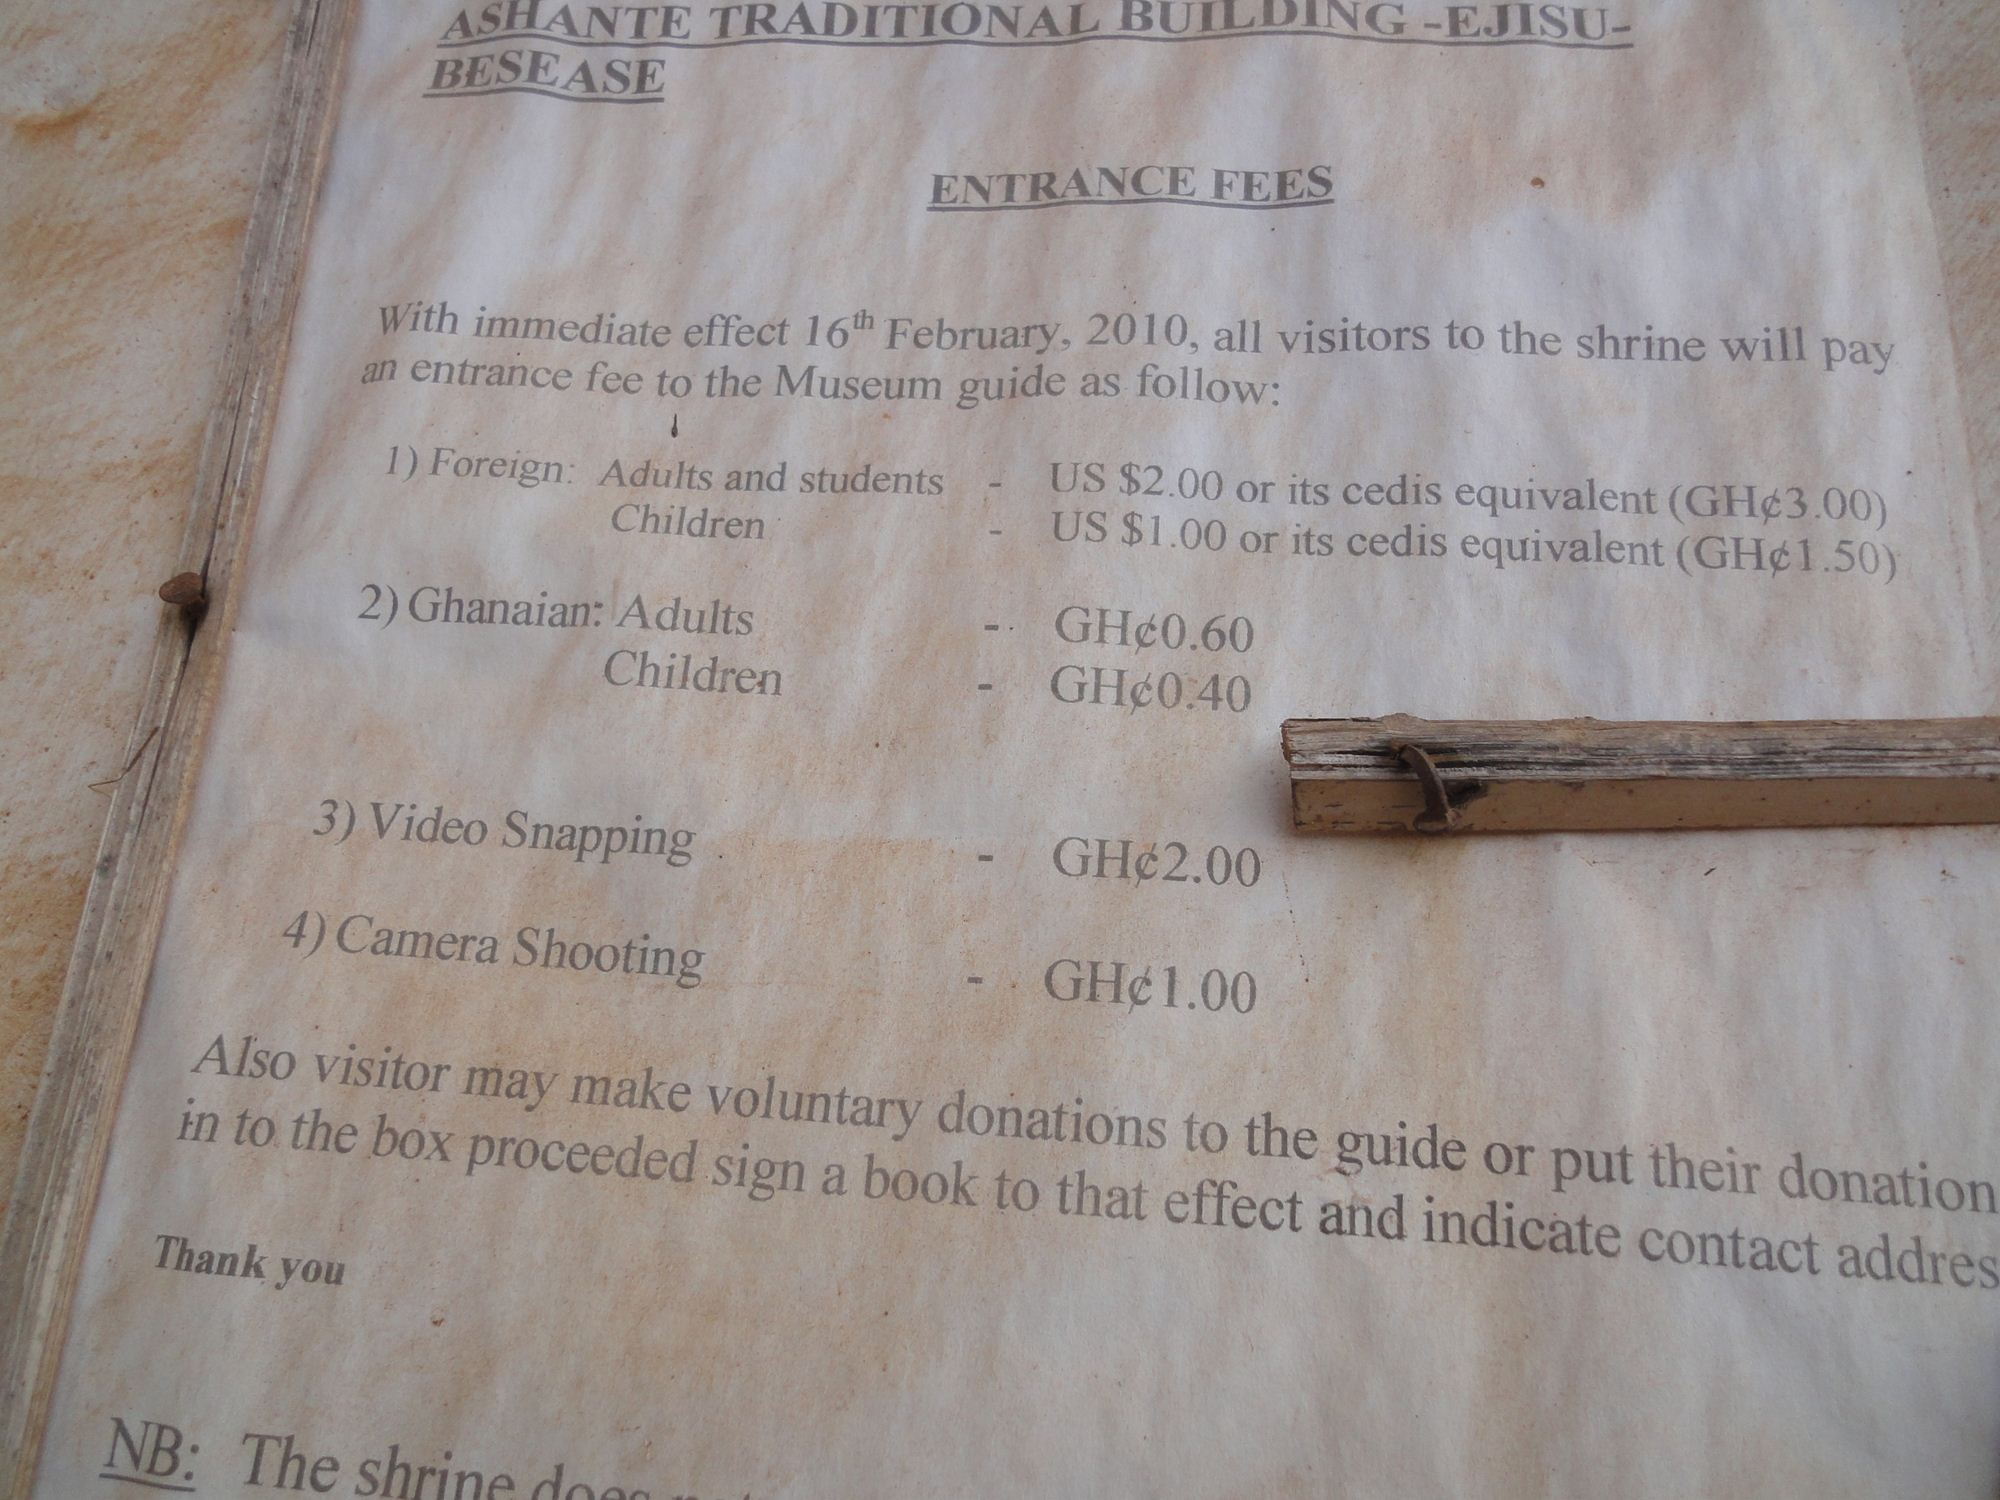 ASHANTE TRADITIONAL BUILDING -EJISU-
BESEASE
ENTRANCE FEES
With immediate effect 16th February, 2010, all visitors to the shrine will pay
an entrance fee to the Museum guide as follow:
1) Foreign: Adults and students - US $2.00 or its cedis equivalent (GH¢3.00)
Children - US $1.00 or its cedis equivalent (GH¢1.50)
2) Ghanaian: Adults - GH¢0.60
Children - GH¢0.40
3) Video Snapping - GH¢2.00
4) Camera Shooting - GH¢1.00
Also visitor may make voluntary donations to the guide or put their donation
in to the box proceeded sign a book to that effect and indicate contact addres
Thank you
NB: The shrine does